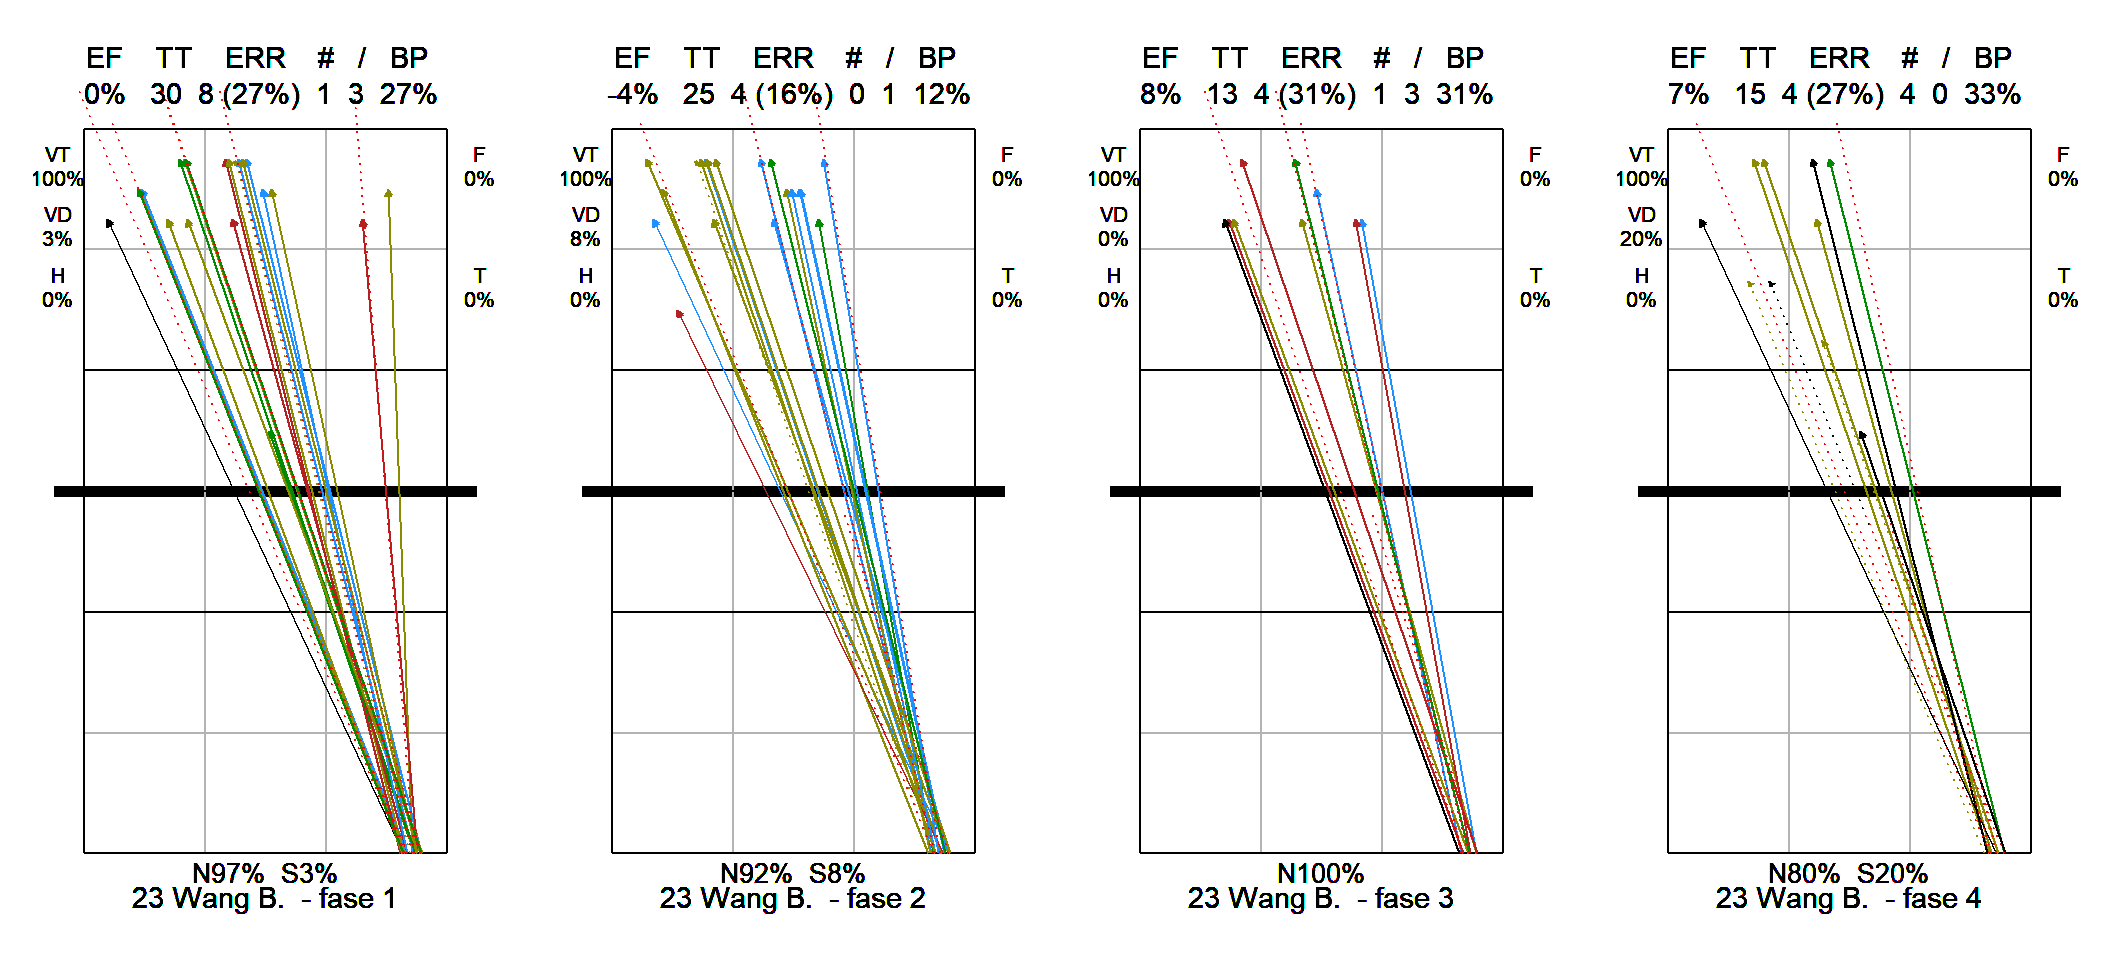 EF TT ERR # / BP
0% 30 8 (27%) 1 3 27%
VT
100%
VD
3%
H
0%
F
0%
T
0%
N97% S3%
23 Wang B. - fase 1
EF TT ERR # / BP
-4% 25 4 (16%) 0 1 12%
VT
100%
VD
8%
H
0%
F
0%
T
0%
N92% S8%
23 Wang B. - fase 2
EF TT ERR # / BP
8% 13 4 (31%) 1 3 31%
VT
100%
VD
0%
H
0%
F
0%
T
0%
N100%
23 Wang B. - fase 3
EF TT ERR # / BP
7% 15 4 (27%) 4 0 33%
VT
100%
VD
20%
H
0%
F
0%
T
0%
N80% S20%
23 Wang B. - fase 4